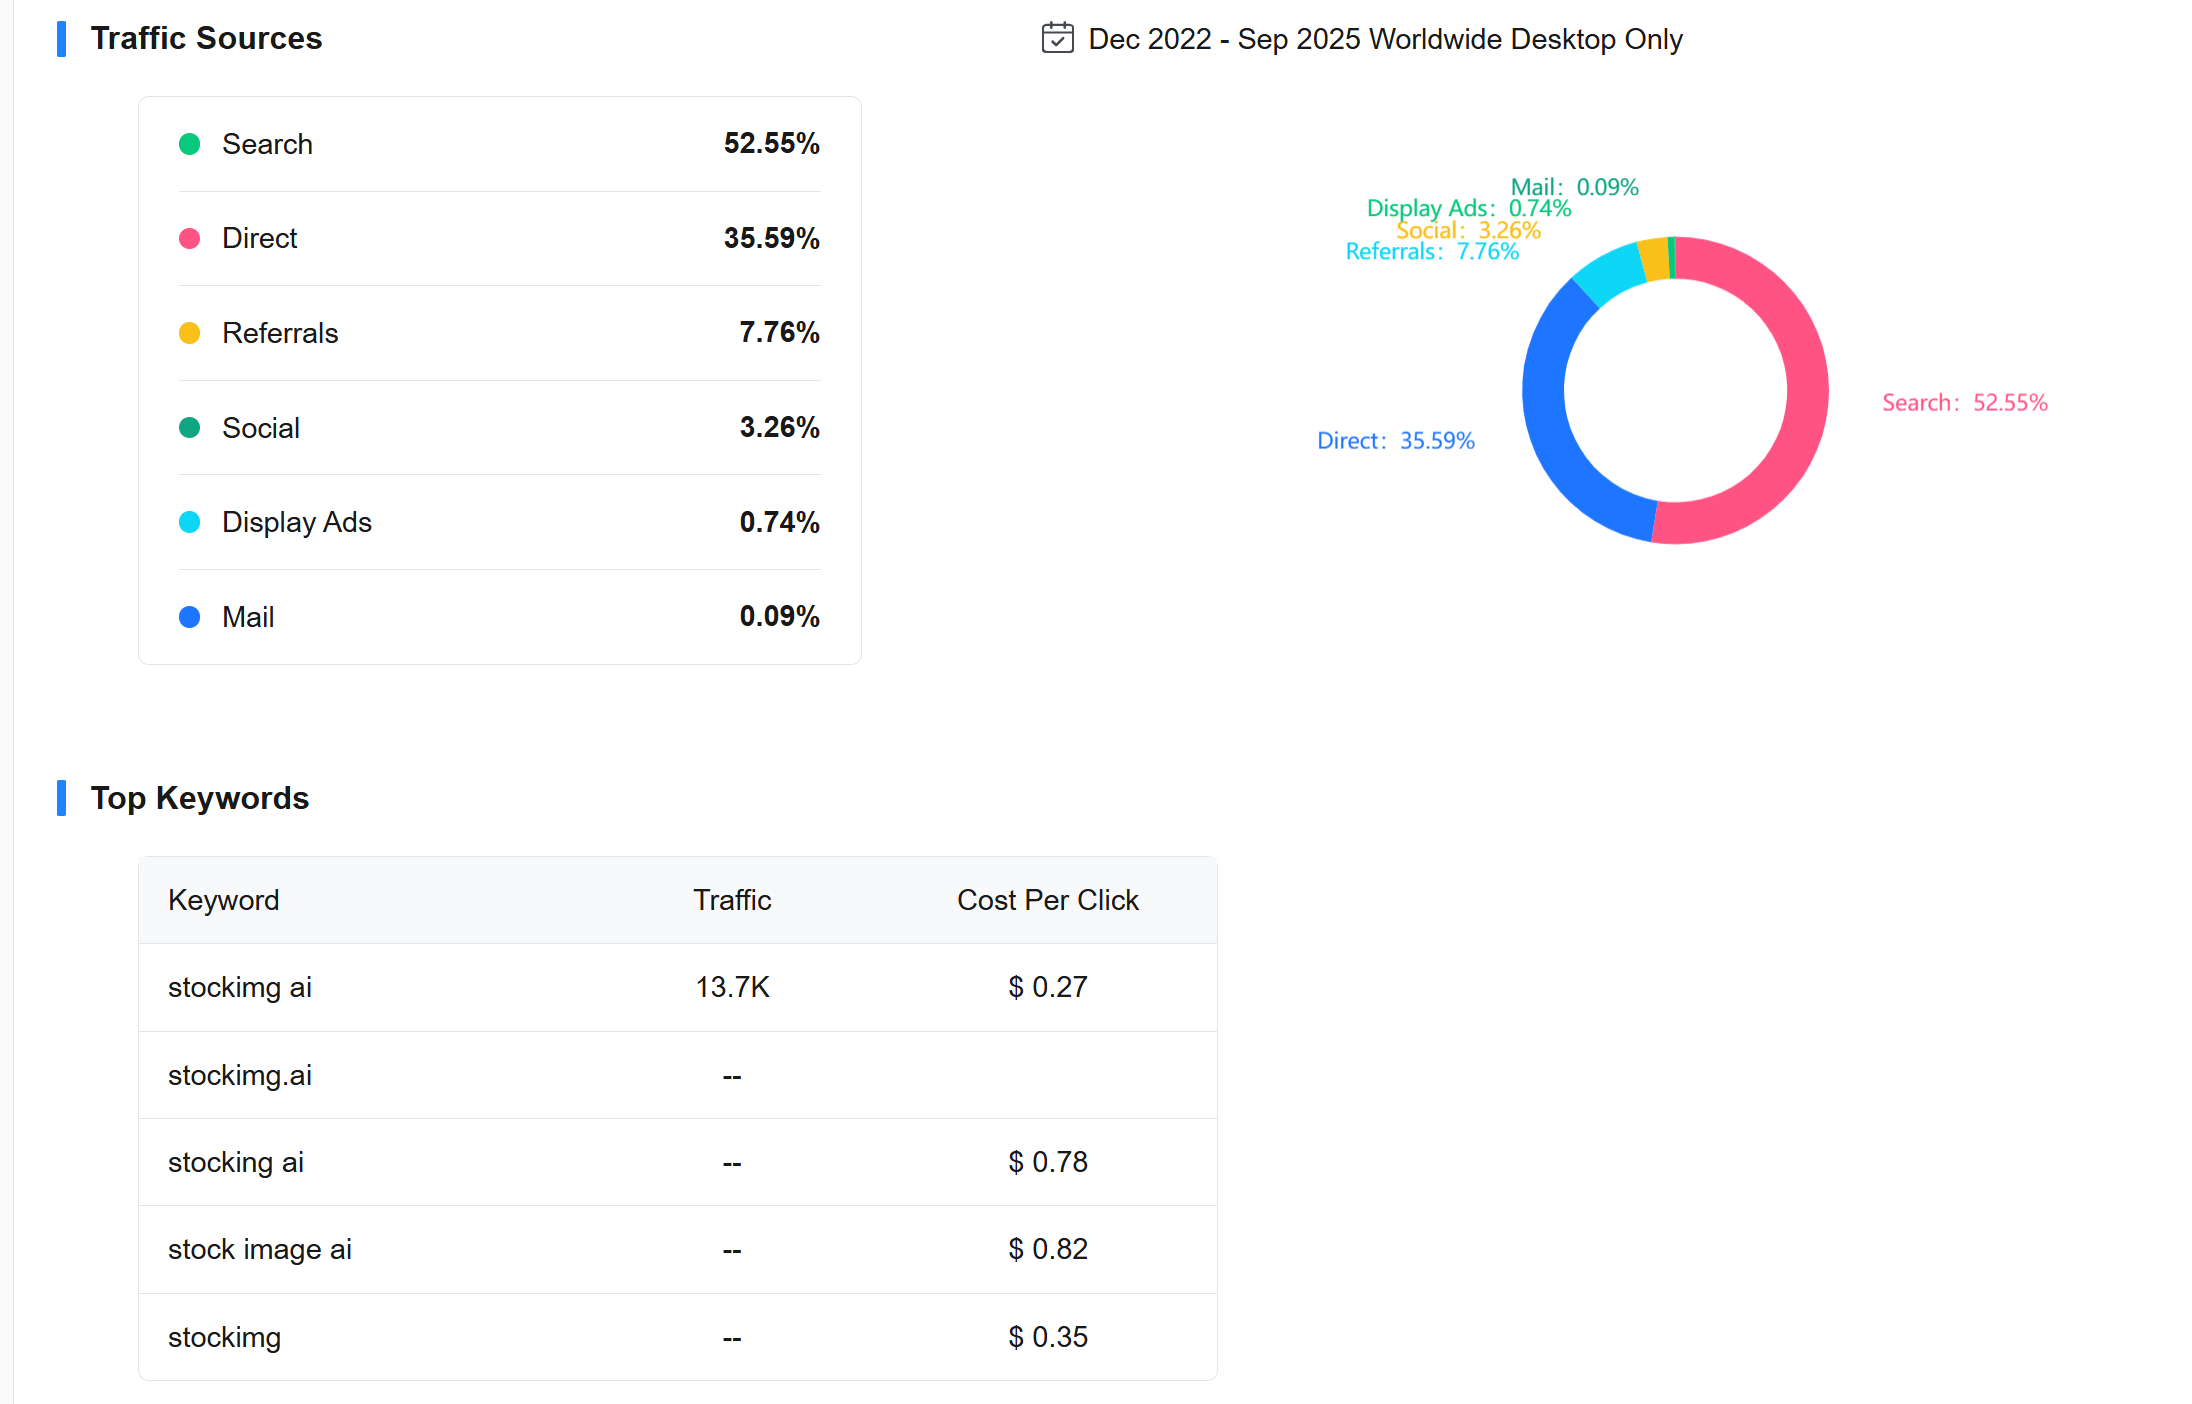 Traffic Sources
Dec 2022 - Sep 2025 Worldwide Desktop Only
Search 52.55%
Direct 35.59%
Referrals 7.76%
Social 3.26%
Display Ads 0.74%
Mail 0.09%
Mail: 0.09%
Display Ads: 0.74%
Social: 3.26%
Referrals: 7.76%
Direct: 35.59%
Search: 52.55%
Top Keywords
Keyword Traffic Cost Per Click
stockimg ai 13.7K $ 0.27
stockimg.ai --
stocking ai -- $ 0.78
stock image ai -- $ 0.82
stockimg -- $ 0.35